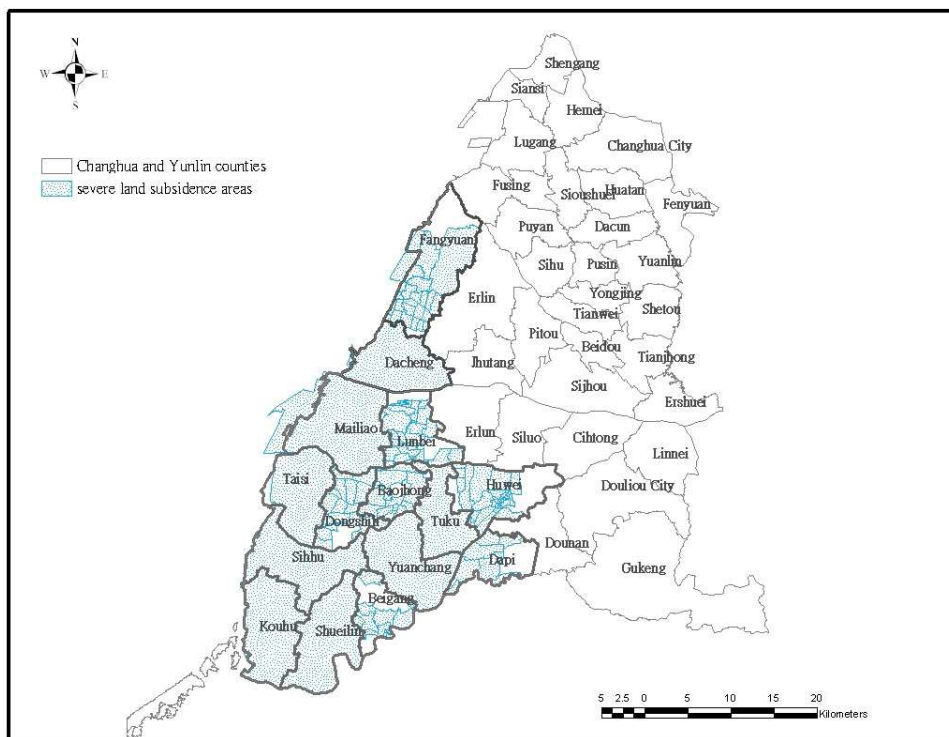 N
W E
S
Changhua and Yunlin counties
severe land subsidence areas
Shengang
Siansi
Hemei
Lugang
Changhua City
Fusing
Sioushuei
Huatan
Fenyuan
Puyan
Dacun
Fangyuan
Sihu
Pusin
Yuanlin
Erlin
Yongjing
Tianwei
Shetou
Pitou
Beidou
Tianjhong
Dacheng
Jhutang
Sijhou
Ershuei
Mailiao
Lunbei
Erlun
Siluo
Cihtong
Linnei
Taisi
Baojhong
Huwei
Douliou City
Dongshih
Tuku
Dounan
Sihhu
Yuanchang
Dapi
Gukeng
Beigang
Kouhu
Shueilin
5 2.5 0 5 10 15 20
Kilometers